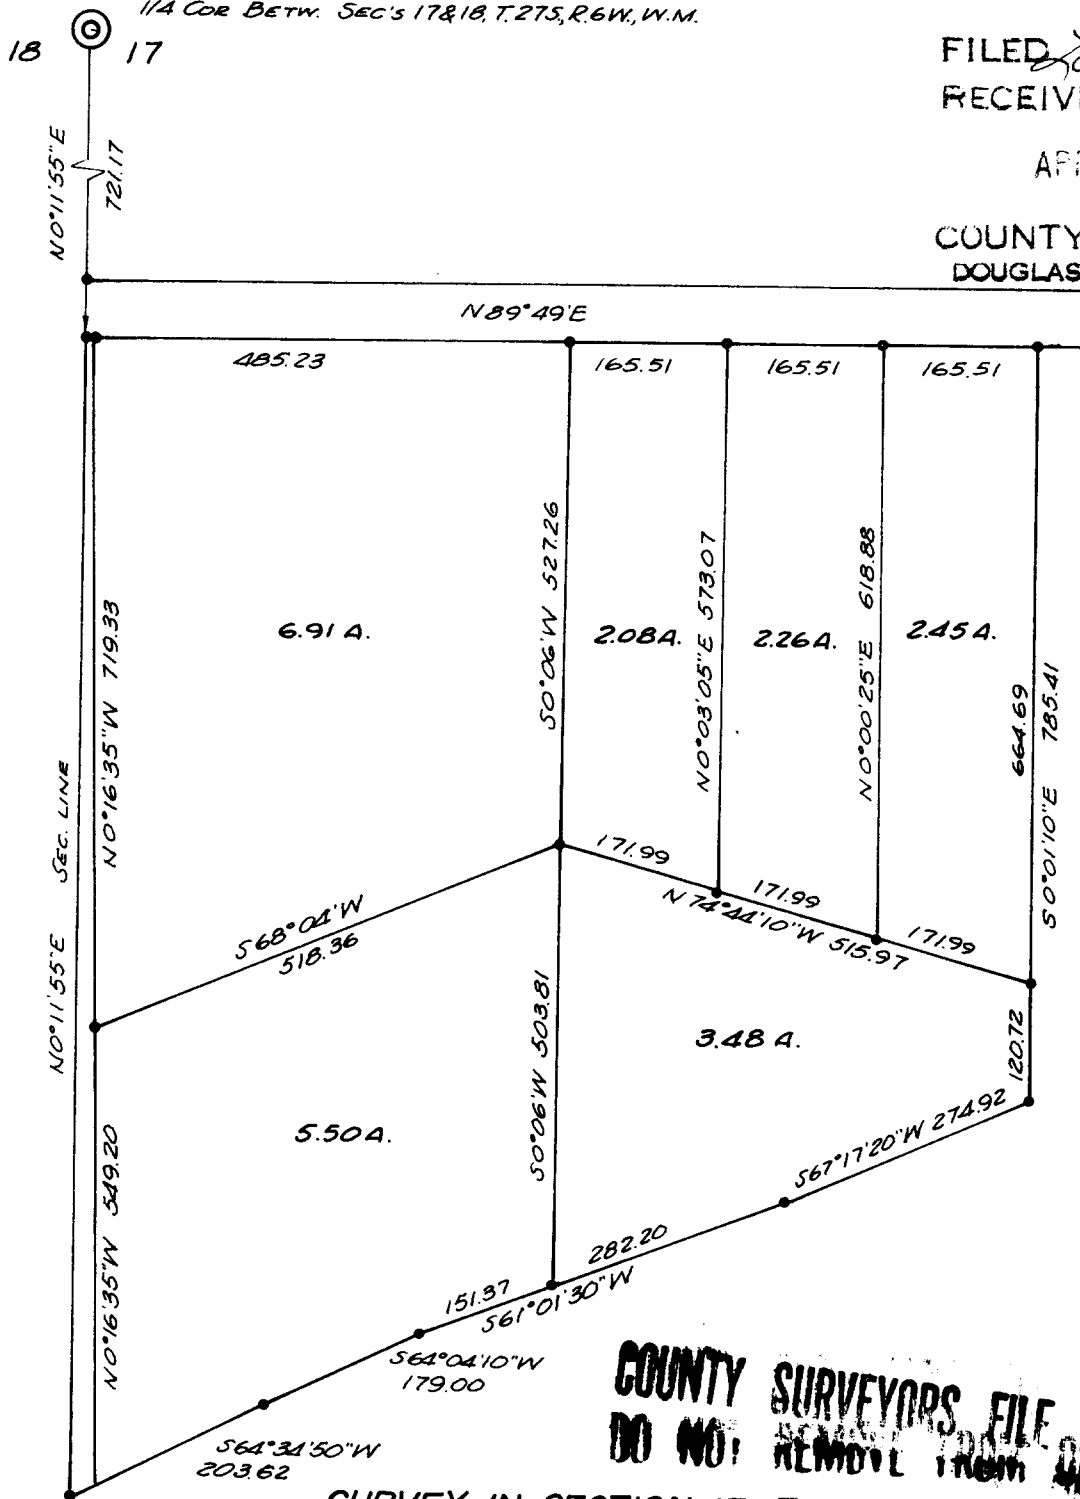 1/4 COR BETW. SEC'S 17&18, T.27S, R.6W., W.M.
18 17
FILED
RECEIV
COUNTY
DOUGLAS
N0°11'55"E
721.17
N89°49'E
485.23
165.51
165.51
165.51
6.91 A.
2.08A.
2.26A.
2.45A.
N0°16'35"W 719.33
S0°06'W 527.26
N0°03'05"E 573.07
N0°00'25"E 618.88
664.69
S0°01'10"E 785.41
N0°11'55"E SEC. LINE
S68°04'W
518.36
171.99
171.99
171.99
N74°44'10"W 515.97
S0°06'W 503.81
3.48 A.
120.72
5.50A.
N0°16'35"W 549.20
S67°17'20"W 274.92
282.20
S61°01'30"W
151.37
S64°04'10"W
179.00
S64°34'50"W
203.62
COUNTY SURVEYORS FILE
DO NOT REMOVE FROM
SURVEY IN SECTION